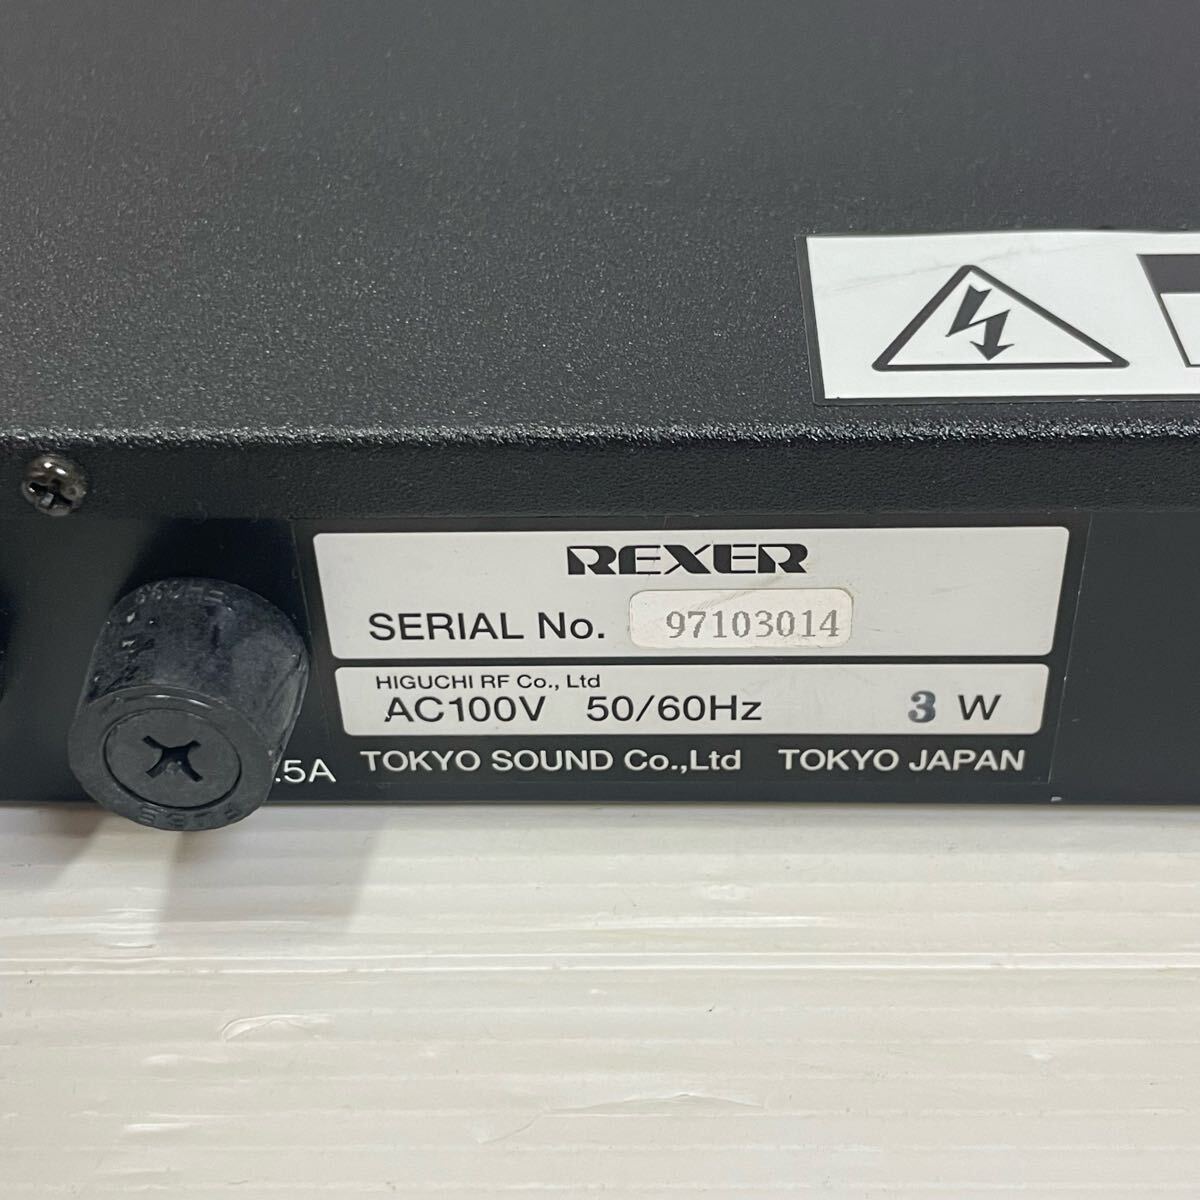 REXER
SERIAL No. 97103014
HIGUCHI RF Co., Ltd
AC100V 50/60Hz 3 W
.5A
TOKYO SOUND Co.,Ltd TOKYO JAPAN